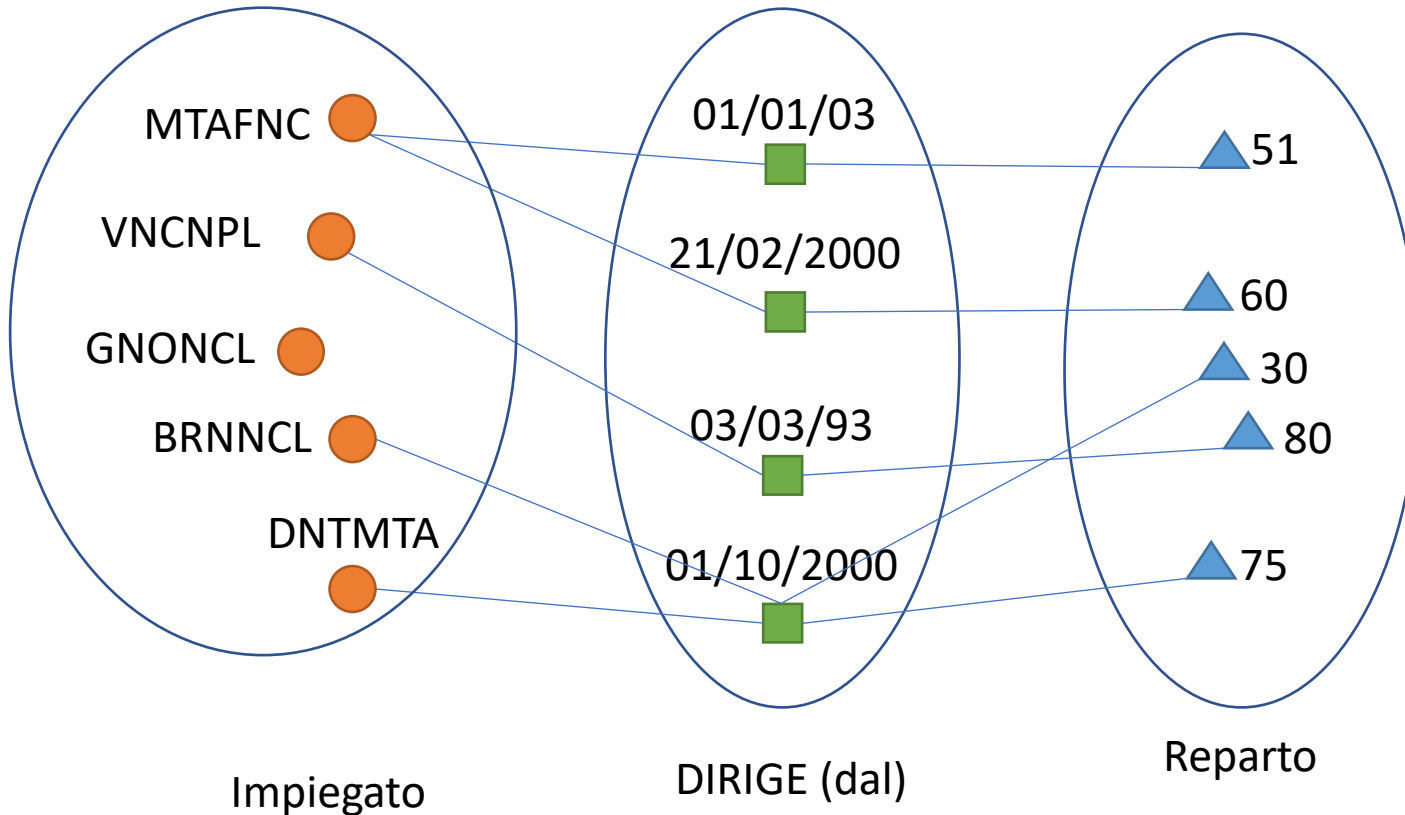 MTAFNC
VNCNPL
GNONCL
BRNNCL
DNTMTA
Impiegato
01/01/03
21/02/2000
03/03/93
01/10/2000
DIRIGE (dal)
51
60
30
80
75
Reparto